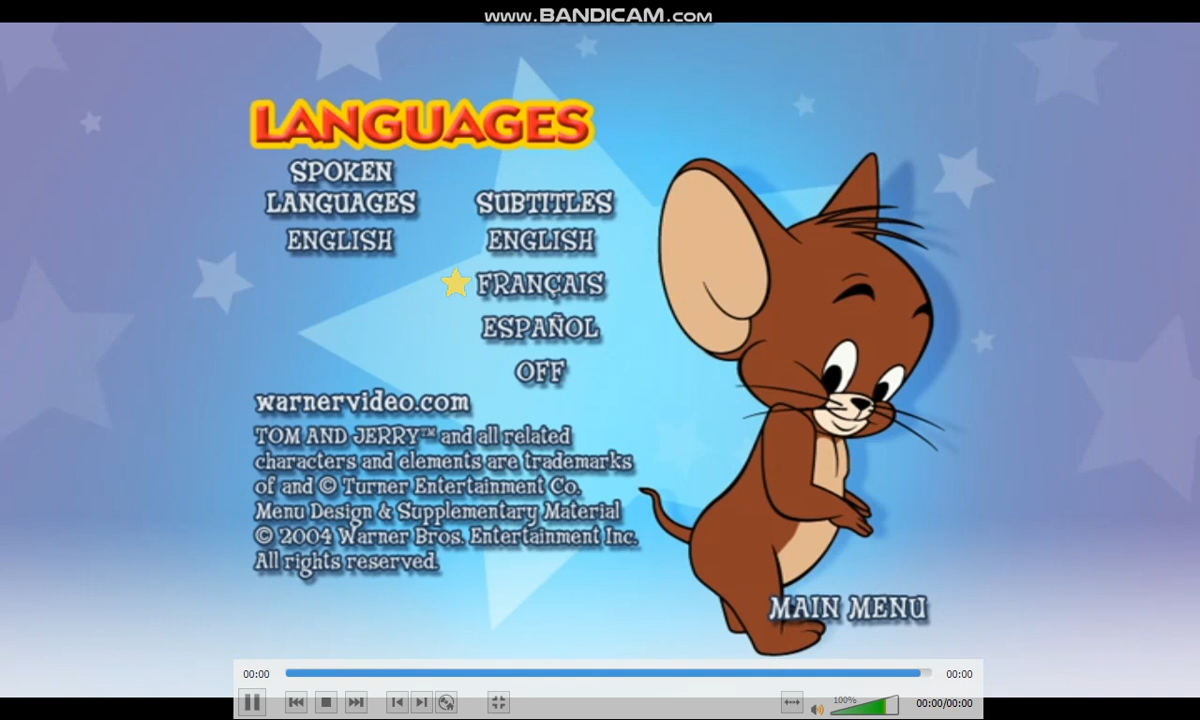 www.BANDICAM.com
LANGUAGES
SPOKEN
LANGUAGES
ENGLISH
SUBTITLES
ENGLISH
FRANÇAIS
ESPAÑOL
OFF
warnervideo.com
TOM AND JERRY™ and all related
characters and elements are trademarks
of and © Turner Entertainment Co.
Menu Design & Supplementary Material
© 2004 Warner Bros. Entertainment Inc.
All rights reserved.
MAIN MENU
00:00
00:00
100%
00:00/00:00